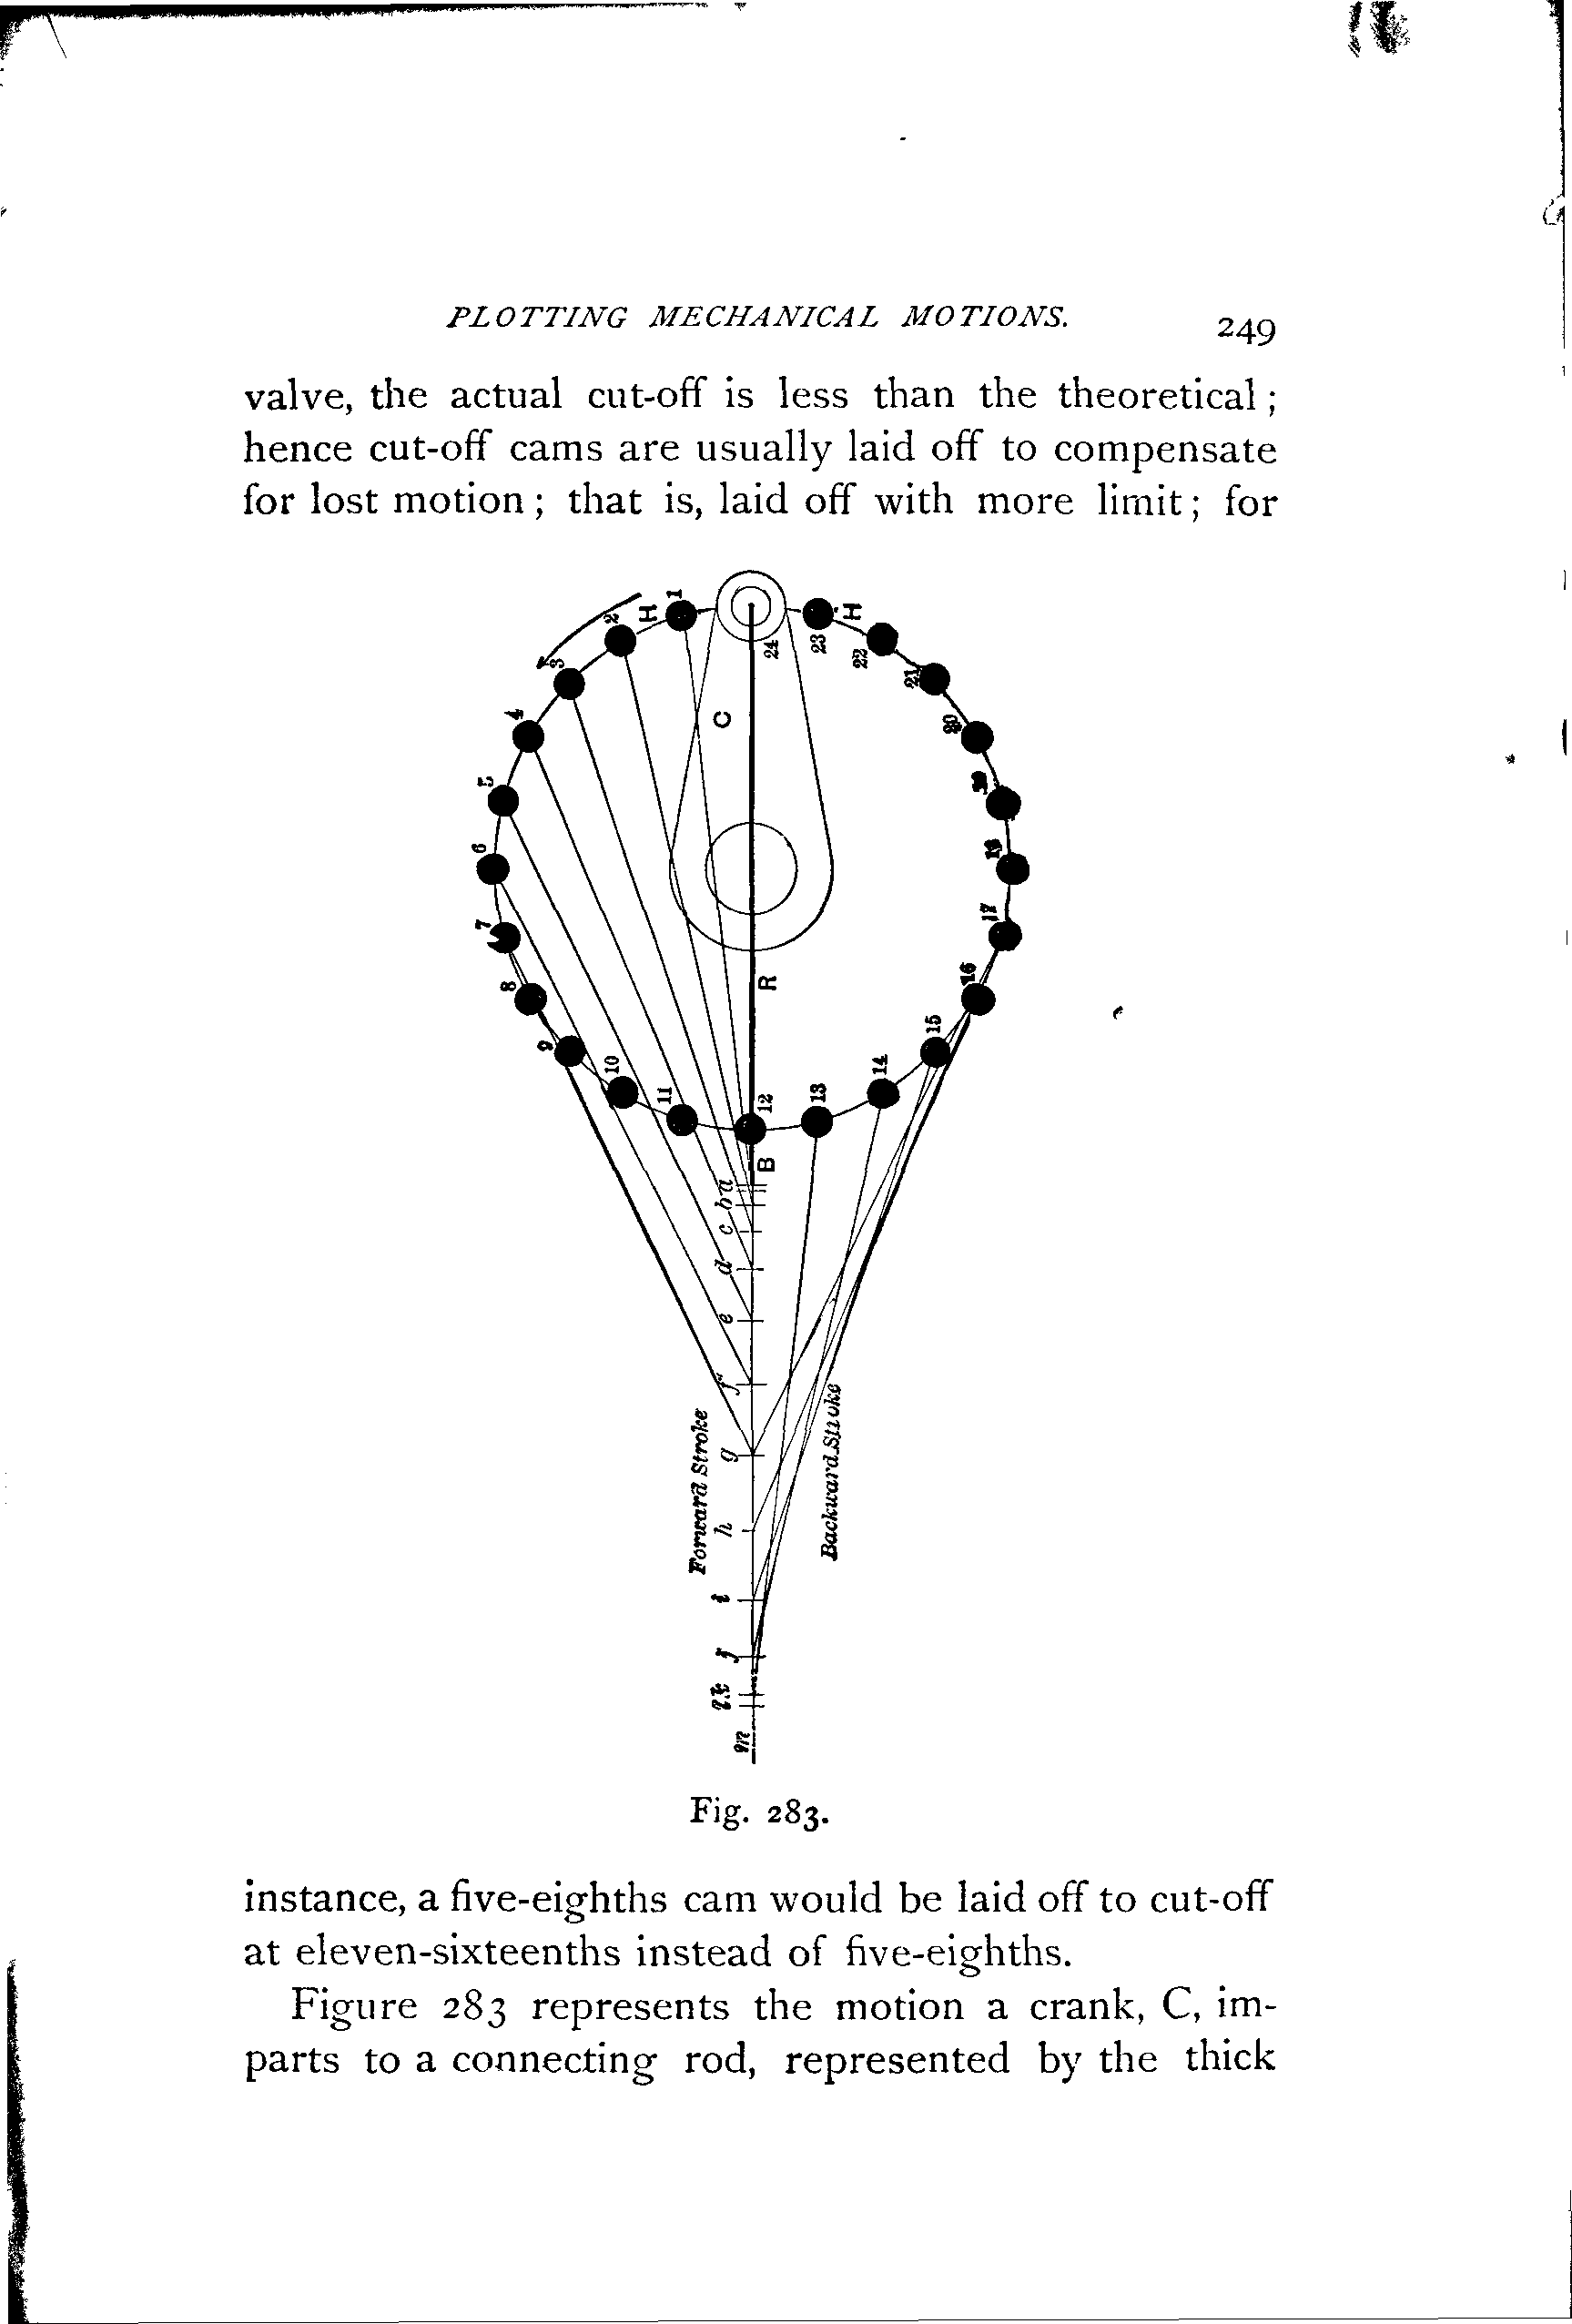 PLOTTING MECHANICAL MOTIONS.
249
valve, the actual cut-off is less than the theoretical;
hence cut-off cams are usually laid off to compensate
for lost motion; that is, laid off with more limit; for
H
1
H
2
3
4
5
6
7
8
9
10
11
12
13
14
15
16
17
20
21
22
23
24
C
R
B
a
b
c
d
e
f
g
h
i
j
k
l
m
Forward Stroke
Backward Stroke
Fig. 283.
instance, a five-eighths cam would be laid off to cut-off
at eleven-sixteenths instead of five-eighths.
Figure 283 represents the motion a crank, C, im-
parts to a connecting rod, represented by the thick